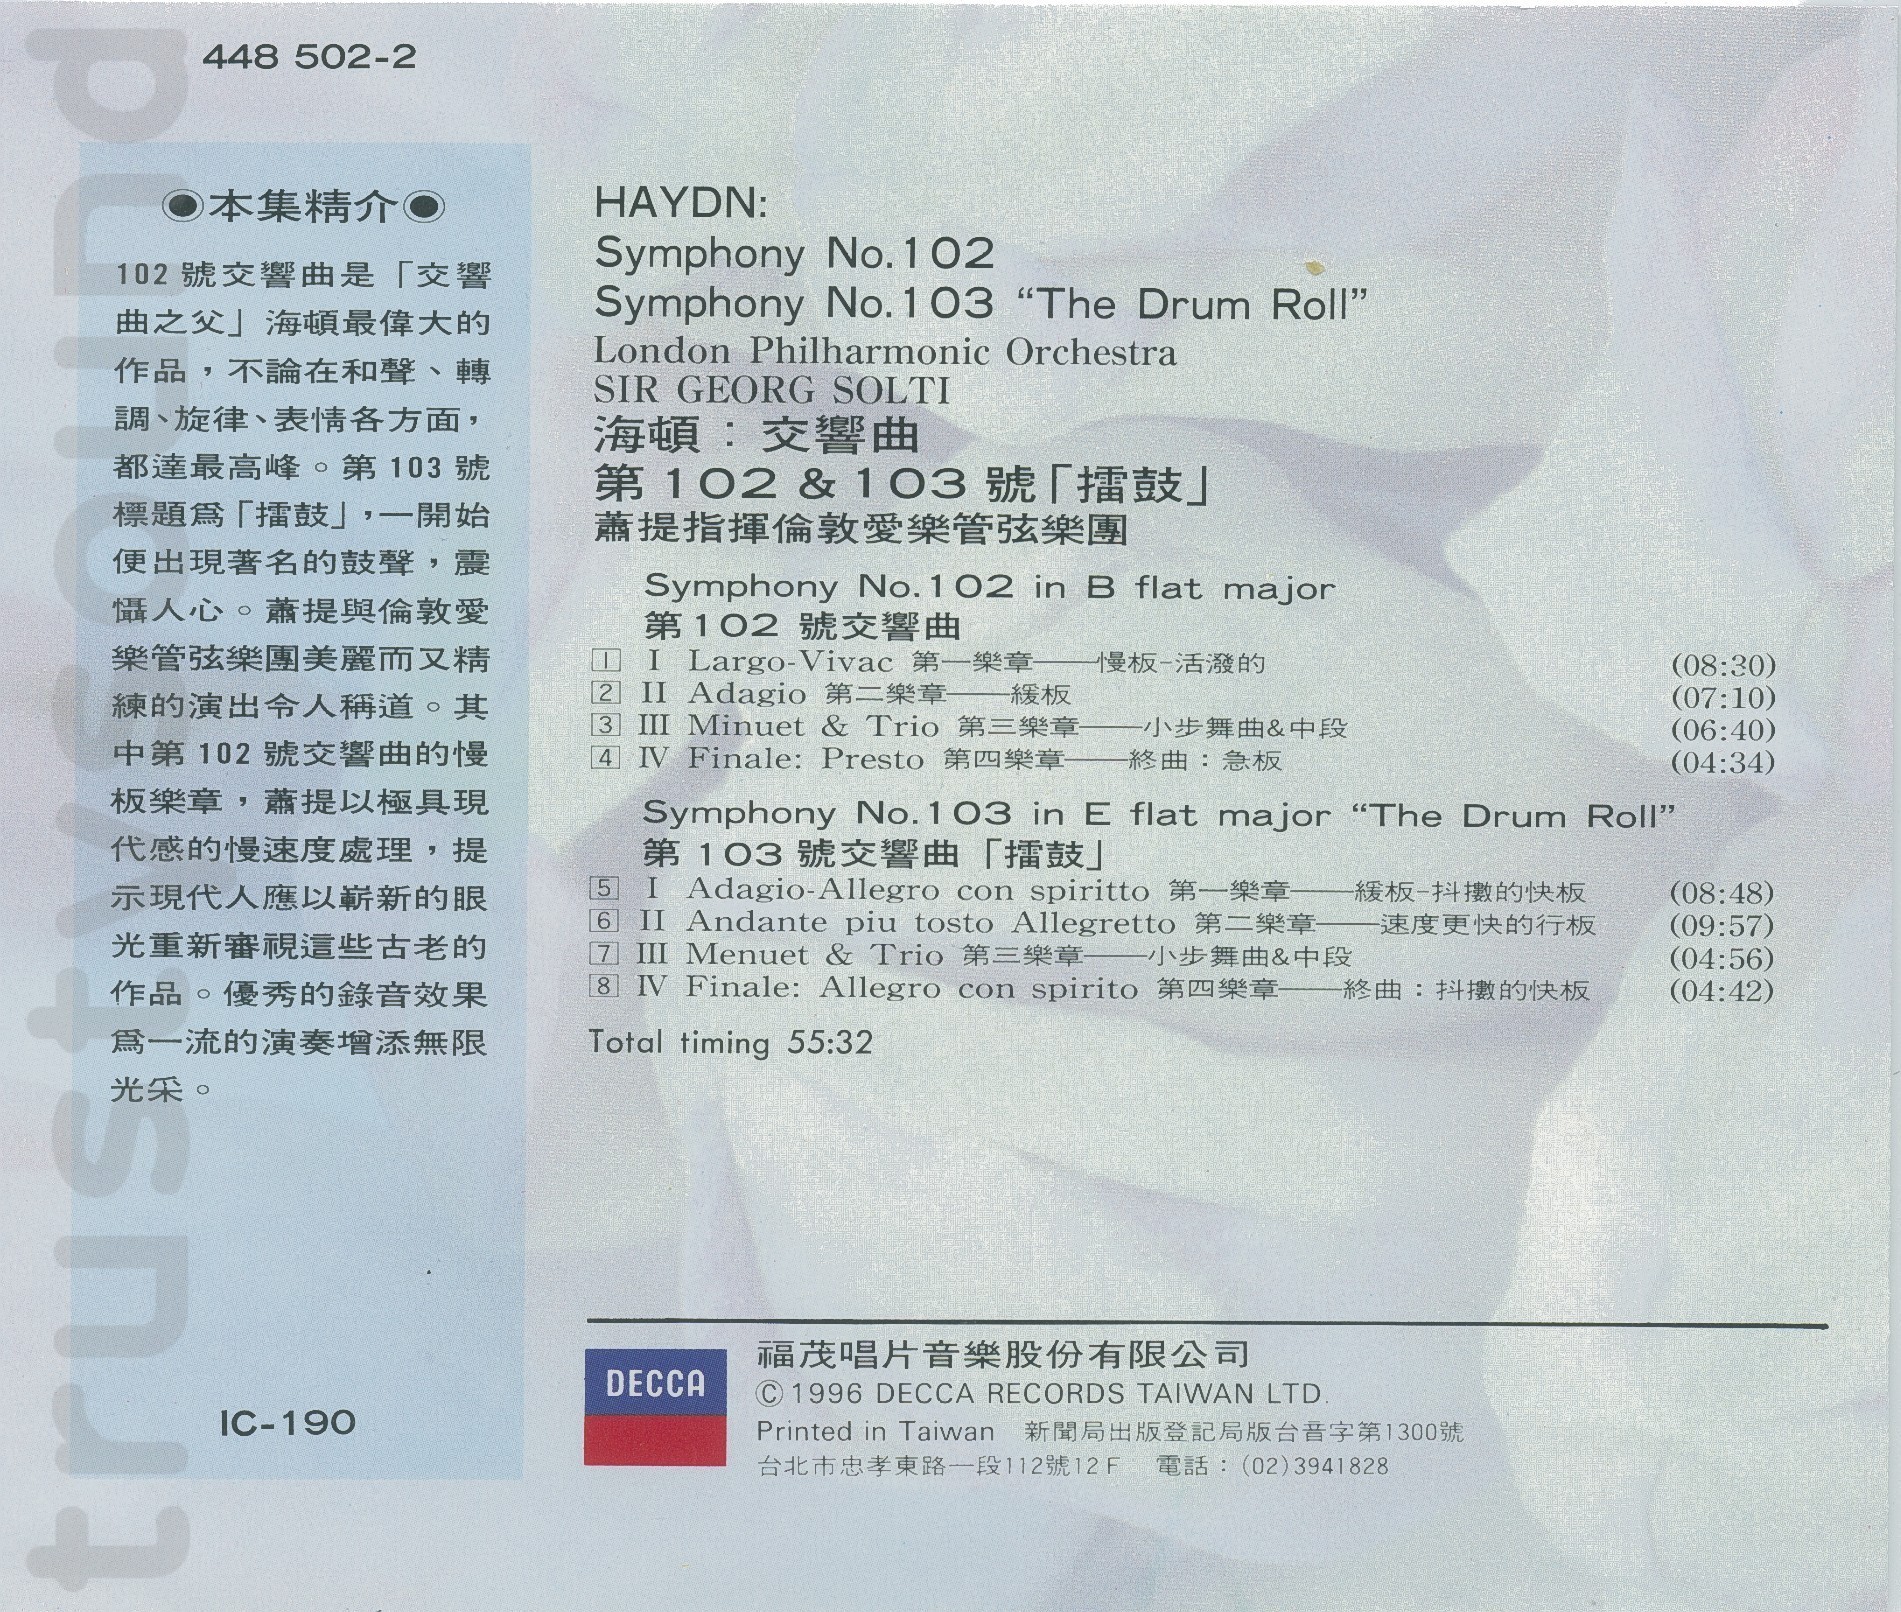 448 502-2
◉本集精介◉
102 號交響曲是「交響
曲之父」海頓最偉大的
作品，不論在和聲、轉
調、旋律、表情各方面，
都達最高峰。第 103 號
標題爲「擂鼓」，一開始
便出現著名的鼓聲，震
懾人心。蕭提與倫敦愛
樂管弦樂團美麗而又精
練的演出令人稱道。其
中第 102 號交響曲的慢
板樂章，蕭提以極具現
代感的慢速度處理，提
示現代人應以嶄新的眼
光重新審視這些古老的
作品。優秀的錄音效果
爲一流的演奏增添無限
光采。
IC-190
HAYDN:
Symphony No.102
Symphony No.103 “The Drum Roll”
London Philharmonic Orchestra
SIR GEORG SOLTI
海頓：交響曲
第 102 & 103 號「擂鼓」
蕭提指揮倫敦愛樂管弦樂團
Symphony No.102 in B flat major
第 102 號交響曲
1 I Largo-Vivac 第一樂章——慢板-活潑的 (08:30)
2 II Adagio 第二樂章——緩板 (07:10)
3 III Minuet & Trio 第三樂章——小步舞曲&中段 (06:40)
4 IV Finale: Presto 第四樂章——終曲：急板 (04:34)
Symphony No.103 in E flat major “The Drum Roll”
第 103 號交響曲「擂鼓」
5 I Adagio-Allegro con spiritto 第一樂章——緩板-抖擻的快板 (08:48)
6 II Andante piu tosto Allegretto 第二樂章——速度更快的行板 (09:57)
7 III Menuet & Trio 第三樂章——小步舞曲&中段 (04:56)
8 IV Finale: Allegro con spirito 第四樂章——終曲：抖擻的快板 (04:42)
Total timing 55:32
DECCA
福茂唱片音樂股份有限公司
Ⓒ 1996 DECCA RECORDS TAIWAN LTD.
Printed in Taiwan 新聞局出版登記局版台音字第1300號
台北市忠孝東路一段112號12F 電話：(02)3941828
trustysound